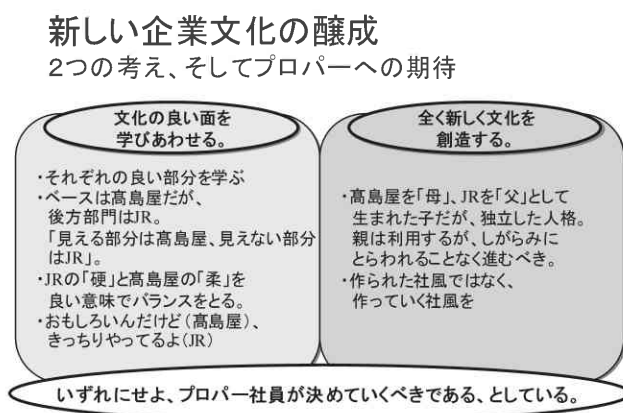 新しい企業文化の醸成
2つの考え、そしてプロパーへの期待
文化の良い面を
学びあわせる。
・それぞれの良い部分を学ぶ
・ベースは髙島屋だが、
後方部門はJR。
「見える部分は髙島屋、見えない部分
はJR」。
・JRの「硬」と髙島屋の「柔」を
良い意味でバランスをとる。
・おもしろいんだけど(髙島屋)、
きっちりやってるよ(JR)
全く新しく文化を
創造する。
・髙島屋を「母」、JRを「父」として
生まれた子だが、独立した人格。
親は利用するが、しがらみに
とらわれることなく進むべき。
・作られた社風ではなく、
作っていく社風を
いずれにせよ、プロパー社員が決めていくべきである、としている。